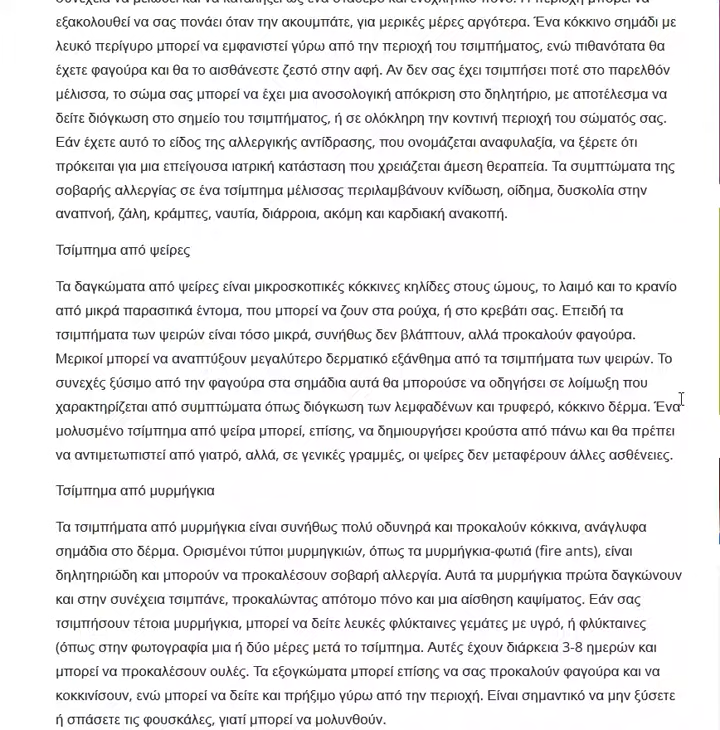 συνέχεια να μειωθεί και να καταλήξει ως ένα σταθερό και ενοχλητικό πόνο. Η περιοχή μπορεί να
εξακολουθεί να σας πονάει όταν την ακουμπάτε, για μερικές μέρες αργότερα. Ένα κόκκινο σημάδι με
λευκό περίγυρο μπορεί να εμφανιστεί γύρω από την περιοχή του τσιμπήματος, ενώ πιθανότατα θα
έχετε φαγούρα και θα το αισθάνεστε ζεστό στην αφή. Αν δεν σας έχει τσιμπήσει ποτέ στο παρελθόν
μέλισσα, το σώμα σας μπορεί να έχει μια ανοσολογική απόκριση στο δηλητήριο, με αποτέλεσμα να
δείτε διόγκωση στο σημείο του τσιμπήματος, ή σε ολόκληρη την κοντινή περιοχή του σώματός σας.
Εάν έχετε αυτό το είδος της αλλεργικής αντίδρασης, που ονομάζεται αναφυλαξία, να ξέρετε ότι
πρόκειται για μια επείγουσα ιατρική κατάσταση που χρειάζεται άμεση θεραπεία. Τα συμπτώματα της
σοβαρής αλλεργίας σε ένα τσίμπημα μέλισσας περιλαμβάνουν κνίδωση, οίδημα, δυσκολία στην
αναπνοή, ζάλη, κράμπες, ναυτία, διάρροια, ακόμη και καρδιακή ανακοπή.
Τσίμπημα από ψείρες
Τα δαγκώματα από ψείρες είναι μικροσκοπικές κόκκινες κηλίδες στους ώμους, το λαιμό και το κρανίο
από μικρά παρασιτικά έντομα, που μπορεί να ζουν στα ρούχα, ή στο κρεβάτι σας. Επειδή τα
τσιμπήματα των ψειρών είναι τόσο μικρά, συνήθως δεν βλάπτουν, αλλά προκαλούν φαγούρα.
Μερικοί μπορεί να αναπτύξουν μεγαλύτερο δερματικό εξάνθημα από τα τσιμπήματα των ψειρών. Το
συνεχές ξύσιμο από την φαγούρα στα σημάδια αυτά θα μπορούσε να οδηγήσει σε λοίμωξη που
χαρακτηρίζεται από συμπτώματα όπως διόγκωση των λεμφαδένων και τρυφερό, κόκκινο δέρμα. Ένα
μολυσμένο τσίμπημα από ψείρα μπορεί, επίσης, να δημιουργήσει κρούστα από πάνω και θα πρέπει
να αντιμετωπιστεί από γιατρό, αλλά, σε γενικές γραμμές, οι ψείρες δεν μεταφέρουν άλλες ασθένειες.
Τσίμπημα από μυρμήγκια
Τα τσιμπήματα από μυρμήγκια είναι συνήθως πολύ οδυνηρά και προκαλούν κόκκινα, ανάγλυφα
σημάδια στο δέρμα. Ορισμένοι τύποι μυρμηγκιών, όπως τα μυρμήγκια-φωτιά (fire ants), είναι
δηλητηριώδη και μπορούν να προκαλέσουν σοβαρή αλλεργία. Αυτά τα μυρμήγκια πρώτα δαγκώνουν
και στην συνέχεια τσιμπάνε, προκαλώντας απότομο πόνο και μια αίσθηση καψίματος. Εάν σας
τσιμπήσουν τέτοια μυρμήγκια, μπορεί να δείτε λευκές φλύκταινες γεμάτες με υγρό, ή φλύκταινες
(όπως στην φωτογραφία μια ή δύο μέρες μετά το τσίμπημα. Αυτές έχουν διάρκεια 3-8 ημερών και
μπορεί να προκαλέσουν ουλές. Τα εξογκώματα μπορεί επίσης να σας προκαλούν φαγούρα και να
κοκκινίσουν, ενώ μπορεί να δείτε και πρήξιμο γύρω από την περιοχή. Είναι σημαντικό να μην ξύσετε
ή σπάσετε τις φουσκάλες, γιατί μπορεί να μολυνθούν.